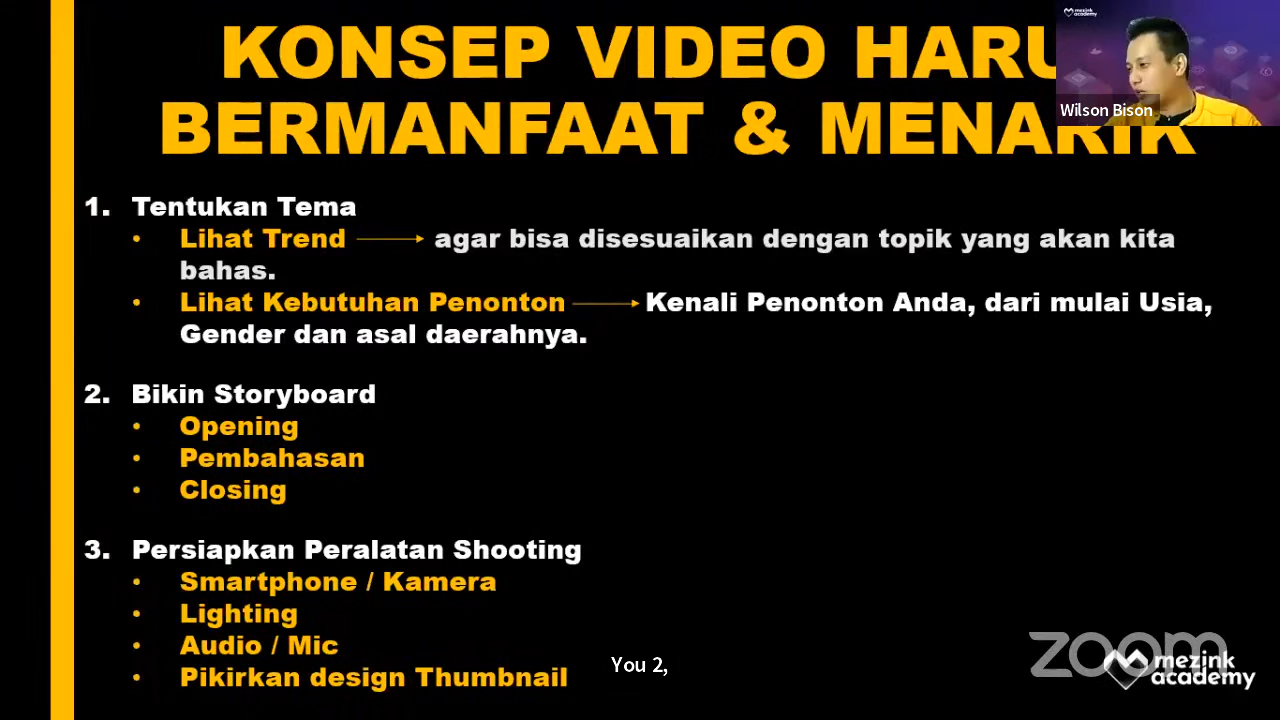 KONSEP VIDEO HARU
BERMANFAAT & MENARIK
mezink
academy
Wilson Bison
1. Tentukan Tema
• Lihat Trend → agar bisa disesuaikan dengan topik yang akan kita
bahas.
• Lihat Kebutuhan Penonton → Kenali Penonton Anda, dari mulai Usia,
Gender dan asal daerahnya.
2. Bikin Storyboard
• Opening
• Pembahasan
• Closing
3. Persiapkan Peralatan Shooting
• Smartphone / Kamera
• Lighting
• Audio / Mic
• Pikirkan design Thumbnail
You 2,
zoom
mezink
academy